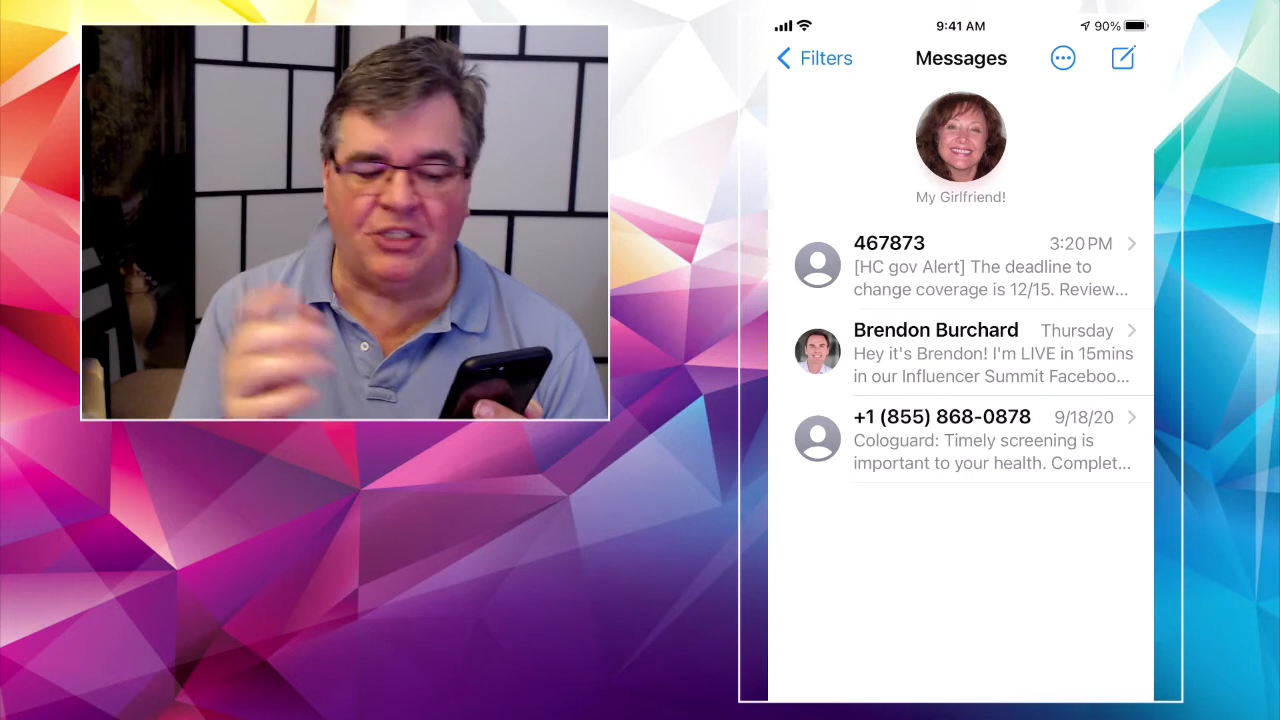 9:41 AM 90%
Filters Messages
My Girlfriend!
467873 3:20 PM
[HC gov Alert] The deadline to
change coverage is 12/15. Review...
Brendon Burchard Thursday
Hey it's Brendon! I'm LIVE in 15mins
in our Influencer Summit Faceboo...
+1 (855) 868-0878 9/18/20
Cologuard: Timely screening is
important to your health. Complet...